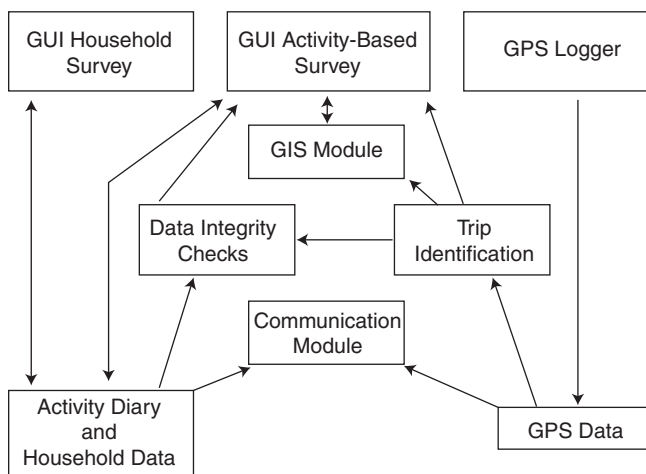 GUI Household
Survey
GUI Activity-Based
Survey
GPS Logger
GIS Module
Data Integrity
Checks
Trip
Identification
Communication
Module
Activity Diary
and
Household Data
GPS Data